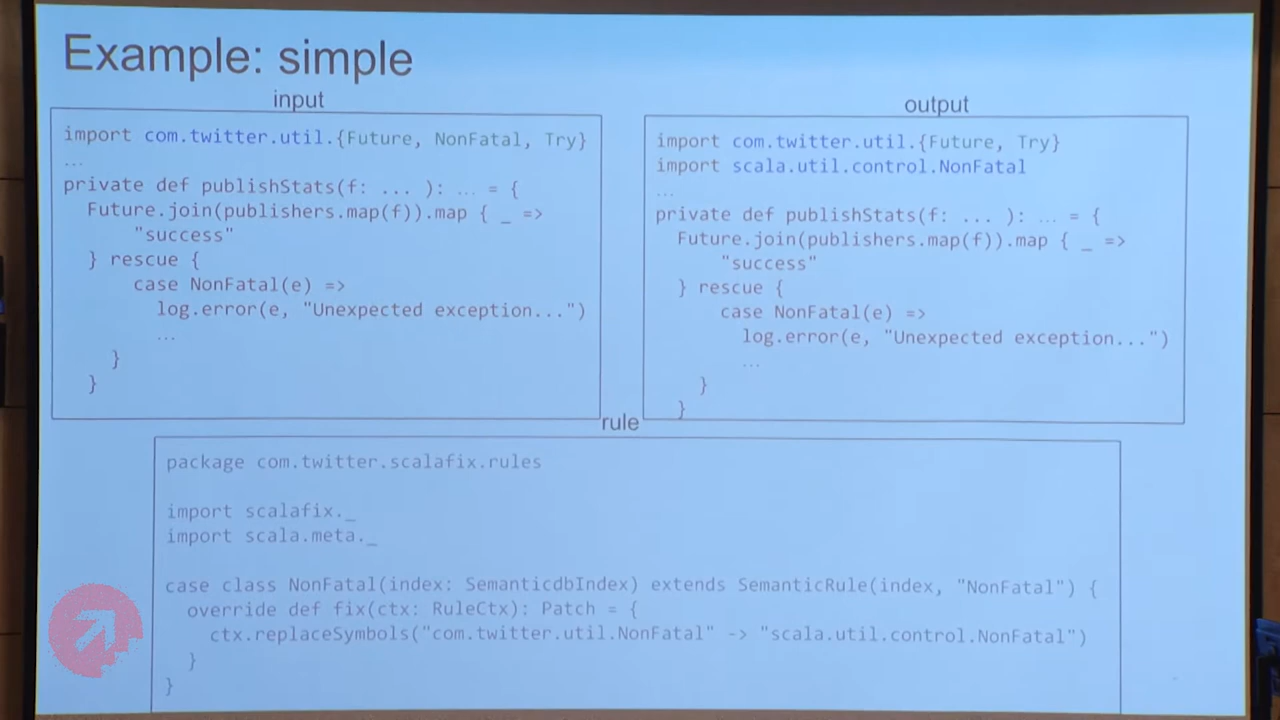 Example: simple
input
import com.twitter.util.{Future, NonFatal, Try}
...
private def publishStats(f: ... ): ... = {
Future.join(publishers.map(f)).map { _ =>
"success"
} rescue {
case NonFatal(e) =>
log.error(e, "Unexpected exception...")
...
}
}
output
import com.twitter.util.{Future, Try}
import scala.util.control.NonFatal
...
private def publishStats(f: ... ): ... = {
Future.join(publishers.map(f)).map { _ =>
"success"
} rescue {
case NonFatal(e) =>
log.error(e, "Unexpected exception...")
...
}
}
rule
package com.twitter.scalafix.rules
import scalafix._
import scala.meta._
case class NonFatal(index: SemanticdbIndex) extends SemanticRule(index, "NonFatal") {
override def fix(ctx: RuleCtx): Patch = {
ctx.replaceSymbols("com.twitter.util.NonFatal" -> "scala.util.control.NonFatal")
}
}